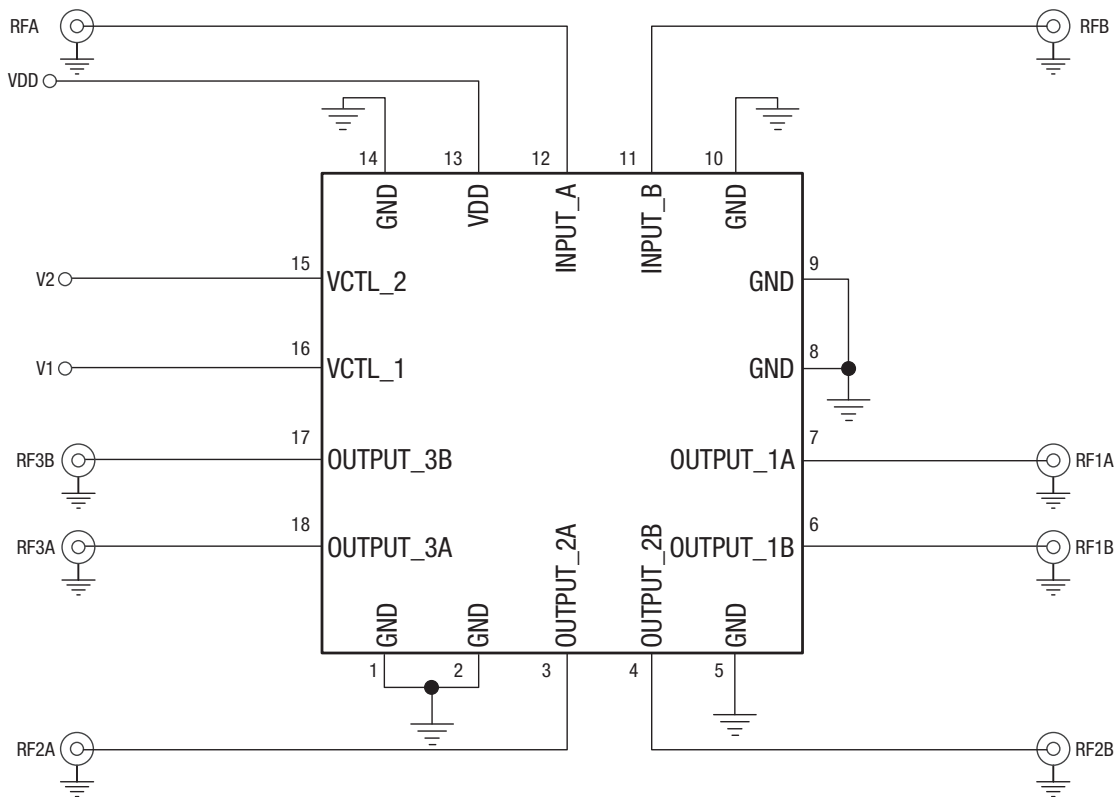 RFA
RFB
VDD
14
13
12
11
10
GND
VDD
INPUT_A
INPUT_B
GND
V2
15
VCTL_2
GND
9
V1
16
VCTL_1
GND
8
RF3B
17
OUTPUT_3B
OUTPUT_1A
7
RF1A
RF3A
18
OUTPUT_3A
OUTPUT_2A
OUTPUT_2B
OUTPUT_1B
6
RF1B
GND
GND
GND
1
2
3
4
5
RF2A
RF2B